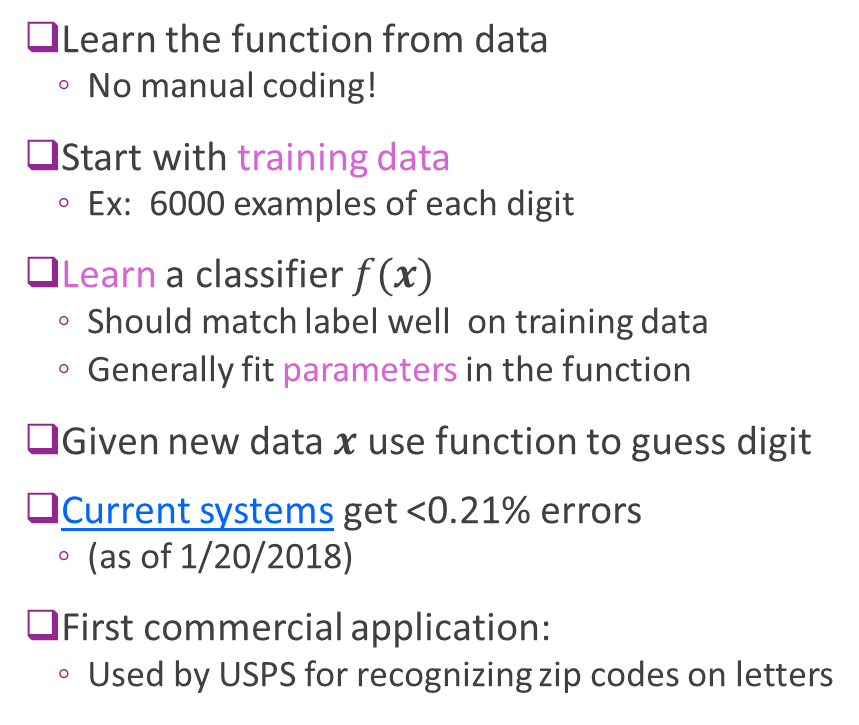 ❑Learn the function from data
◦ No manual coding!
❑Start with training data
◦ Ex:  6000 examples of each digit
❑Learn a classifier f(x)
◦ Should match label well  on training data
◦ Generally fit parameters in the function
❑Given new data x use function to guess digit
❑Current systems get <0.21% errors
◦ (as of 1/20/2018)
❑First commercial application:
◦ Used by USPS for recognizing zip codes on letters